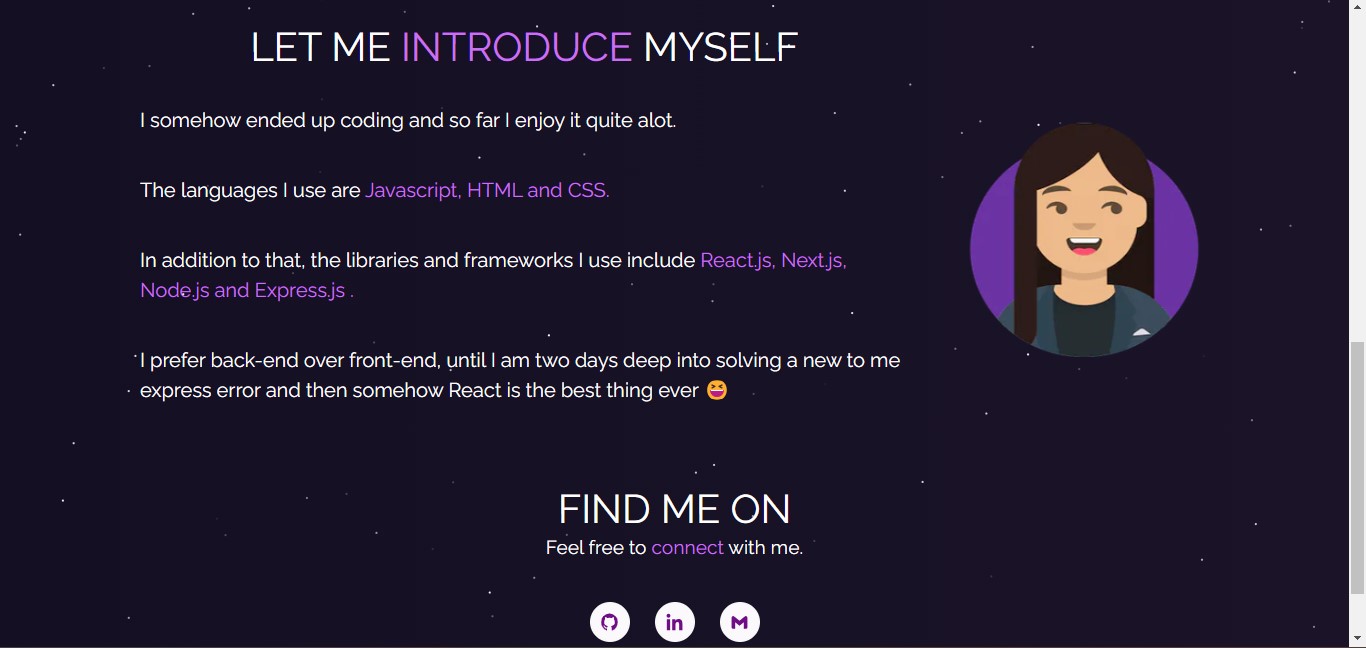 LET ME INTRODUCE MYSELF
I somehow ended up coding and so far I enjoy it quite alot.
The languages I use are Javascript, HTML and CSS.
In addition to that, the libraries and frameworks I use include React.js, Next.js,
Node.js and Express.js .
I prefer back-end over front-end, until I am two days deep into solving a new to me
express error and then somehow React is the best thing ever 😆
FIND ME ON
Feel free to connect with me.
in